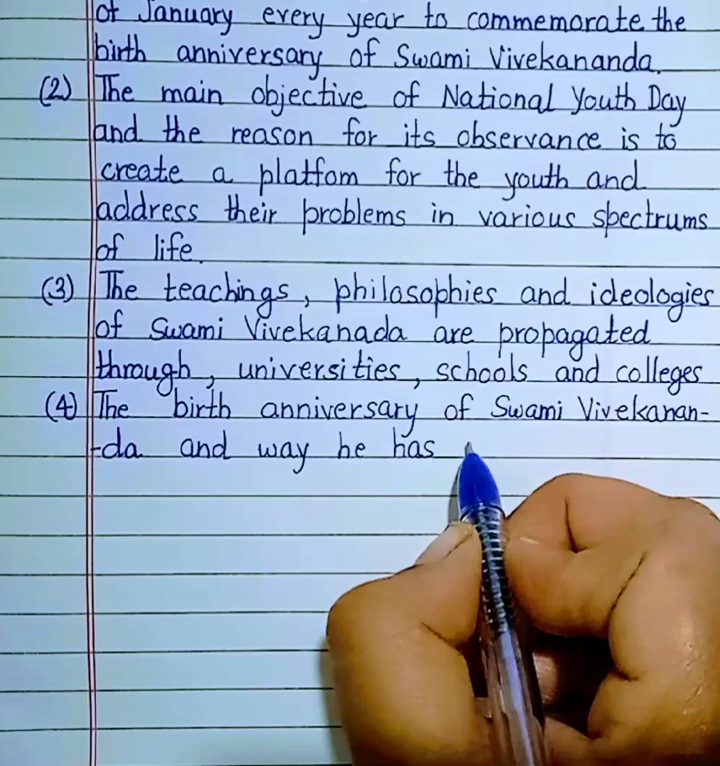 of January every year to commemorate the
birth anniversary of Swami Vivekananda.
(2) The main objective of National Youth Day
and the reason for its observance is to
create a platfom for the youth and
address their problems in various spectrums
of life.
(3) The teachings, philosophies and ideologies
of Swami Vivekanada are propagated
through, universities, schools and colleges
(4) The birth anniversary of Swami Vivekanan-
-da and way he has